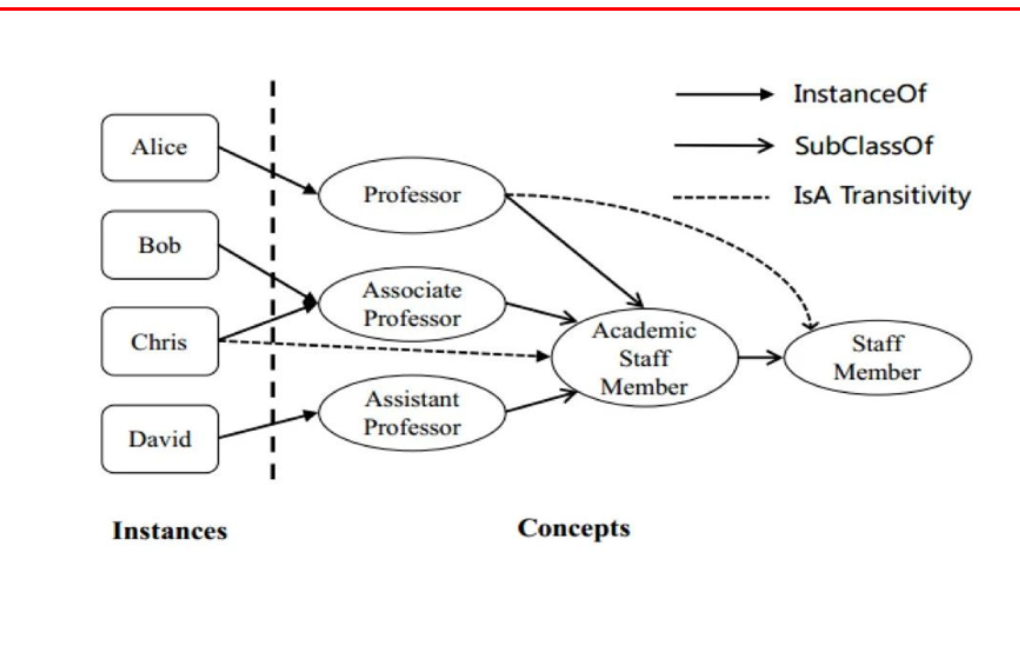 InstanceOf
SubClassOf
IsA Transitivity
Alice
Bob
Chris
David
Professor
Associate
Professor
Assistant
Professor
Academic
Staff
Member
Staff
Member
Instances
Concepts